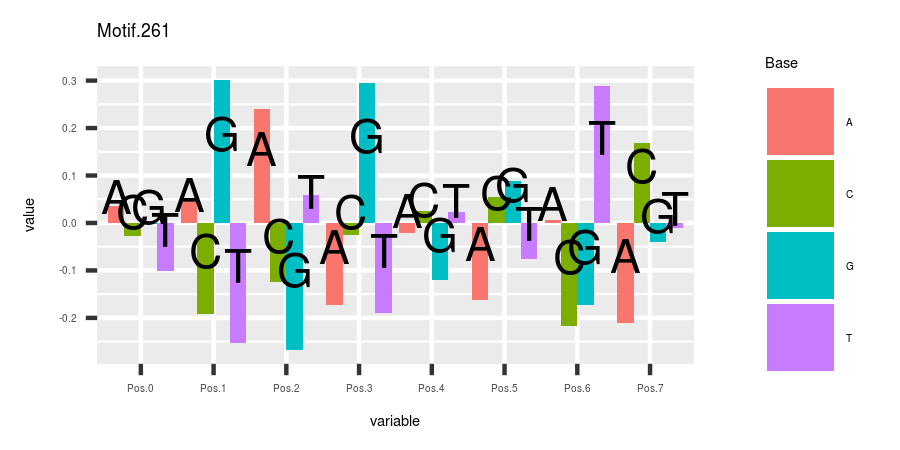 Motif.261
Base
0.3
0.2
0.1
0.0
-0.1
-0.2
value
A C G T A C G T A C G T A C G T A C G T A C G T A C G T A C G T
Pos.0 Pos.1 Pos.2 Pos.3 Pos.4 Pos.5 Pos.6 Pos.7
variable
A
C
G
T